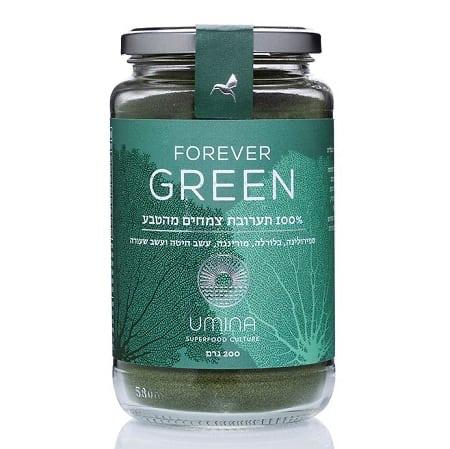 FOREVER
GREEN
100% תערובת צמחים מהטבע
ספירולינה, כלורלה, מורינגה, עשב חיטה ועשב שעורה
UMINA
SUPERFOOD CULTURE
200 גרם